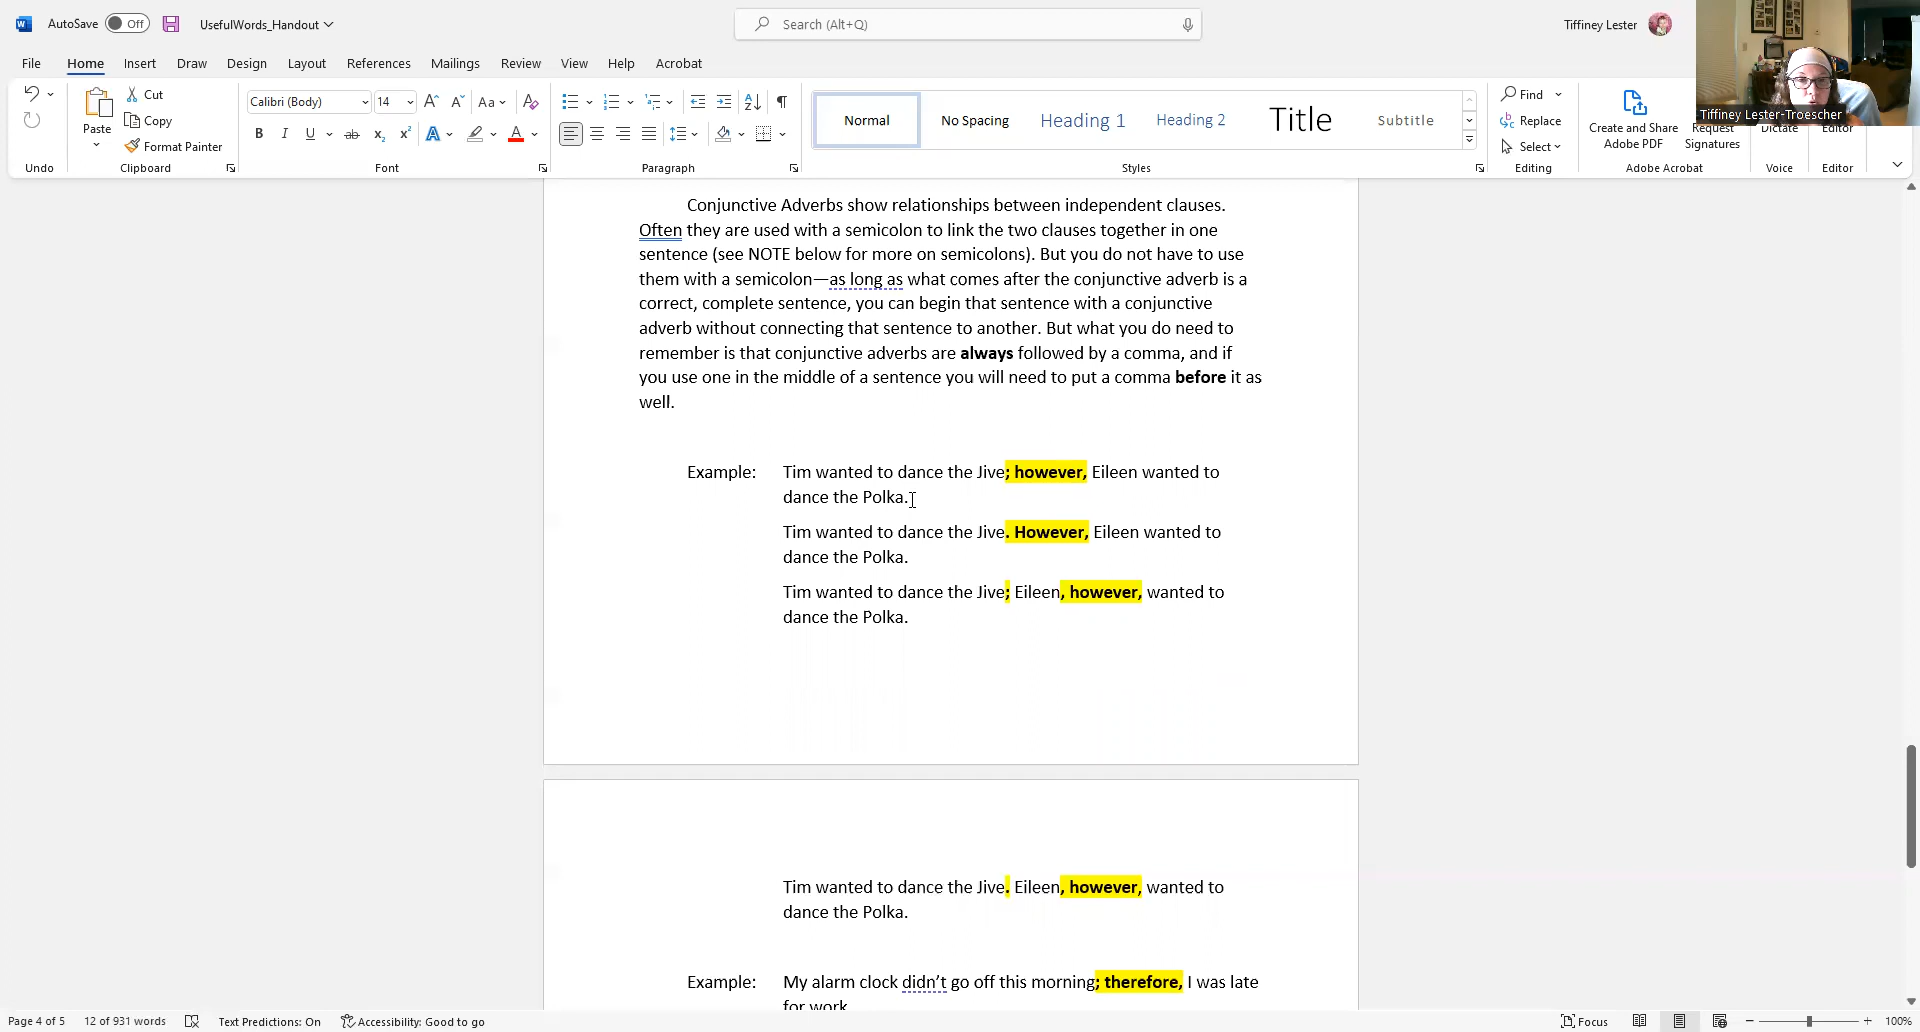 AutoSave Off UsefulWords_Handout Search (Alt+Q) Tiffiney Lester
File Home Insert Draw Design Layout References Mailings Review View Help Acrobat
Paste Cut Copy Format Painter
Calibri (Body) 14 Aa
B I U ab x₂ x² A A
Normal No Spacing Heading 1 Heading 2 Title Subtitle
Find Replace Select
Create and Share
Adobe PDF
Request
Signatures
Dictate
Editor
Tiffiney Lester-Troescher
Undo Clipboard Font Paragraph Styles Editing Adobe Acrobat Voice Editor
Conjunctive Adverbs show relationships between independent clauses.
Often they are used with a semicolon to link the two clauses together in one
sentence (see NOTE below for more on semicolons). But you do not have to use
them with a semicolon—as long as what comes after the conjunctive adverb is a
correct, complete sentence, you can begin that sentence with a conjunctive
adverb without connecting that sentence to another. But what you do need to
remember is that conjunctive adverbs are always followed by a comma, and if
you use one in the middle of a sentence you will need to put a comma before it as
well.
Example: Tim wanted to dance the Jive; however, Eileen wanted to
dance the Polka.
Tim wanted to dance the Jive. However, Eileen wanted to
dance the Polka.
Tim wanted to dance the Jive; Eileen, however, wanted to
dance the Polka.
Tim wanted to dance the Jive. Eileen, however, wanted to
dance the Polka.
Example: My alarm clock didn't go off this morning; therefore, I was late
for work
Page 4 of 5 12 of 931 words Text Predictions: On Accessibility: Good to go Focus 100%